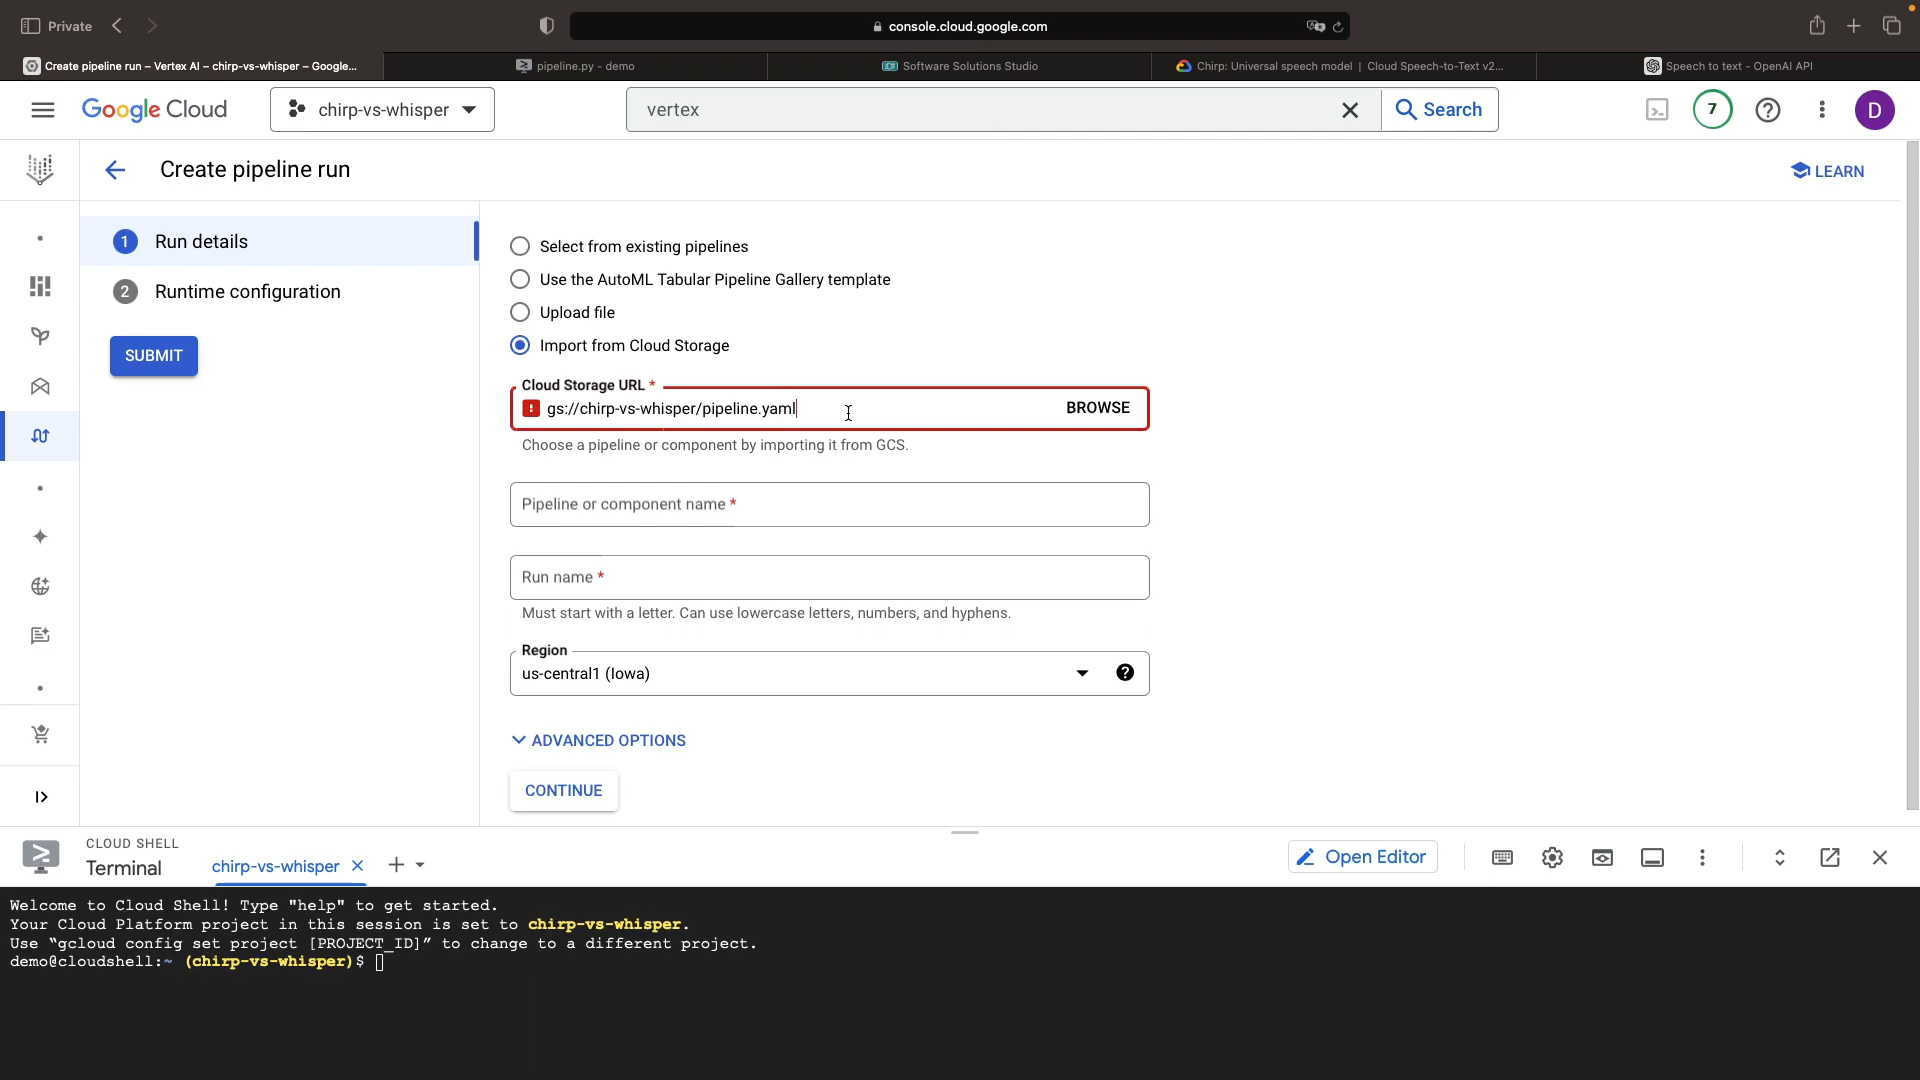 Private
console.cloud.google.com
Create pipeline run – Vertex AI – chirp-vs-whisper – Google...
pipeline.py - demo
Software Solutions Studio
Chirp: Universal speech model | Cloud Speech-to-Text v2...
Speech to text - OpenAI API
Google Cloud
chirp-vs-whisper
vertex
Search
7
D
Create pipeline run
LEARN
1 Run details
2 Runtime configuration
SUBMIT
Select from existing pipelines
Use the AutoML Tabular Pipeline Gallery template
Upload file
Import from Cloud Storage
Cloud Storage URL *
gs://chirp-vs-whisper/pipeline.yaml
BROWSE
Choose a pipeline or component by importing it from GCS.
Pipeline or component name *
Run name *
Must start with a letter. Can use lowercase letters, numbers, and hyphens.
Region
us-central1 (Iowa)
ADVANCED OPTIONS
CONTINUE
CLOUD SHELL
Terminal
chirp-vs-whisper
Open Editor
Welcome to Cloud Shell! Type "help" to get started.
Your Cloud Platform project in this session is set to chirp-vs-whisper.
Use “gcloud config set project [PROJECT_ID]” to change to a different project.
demo@cloudshell:~ (chirp-vs-whisper)$